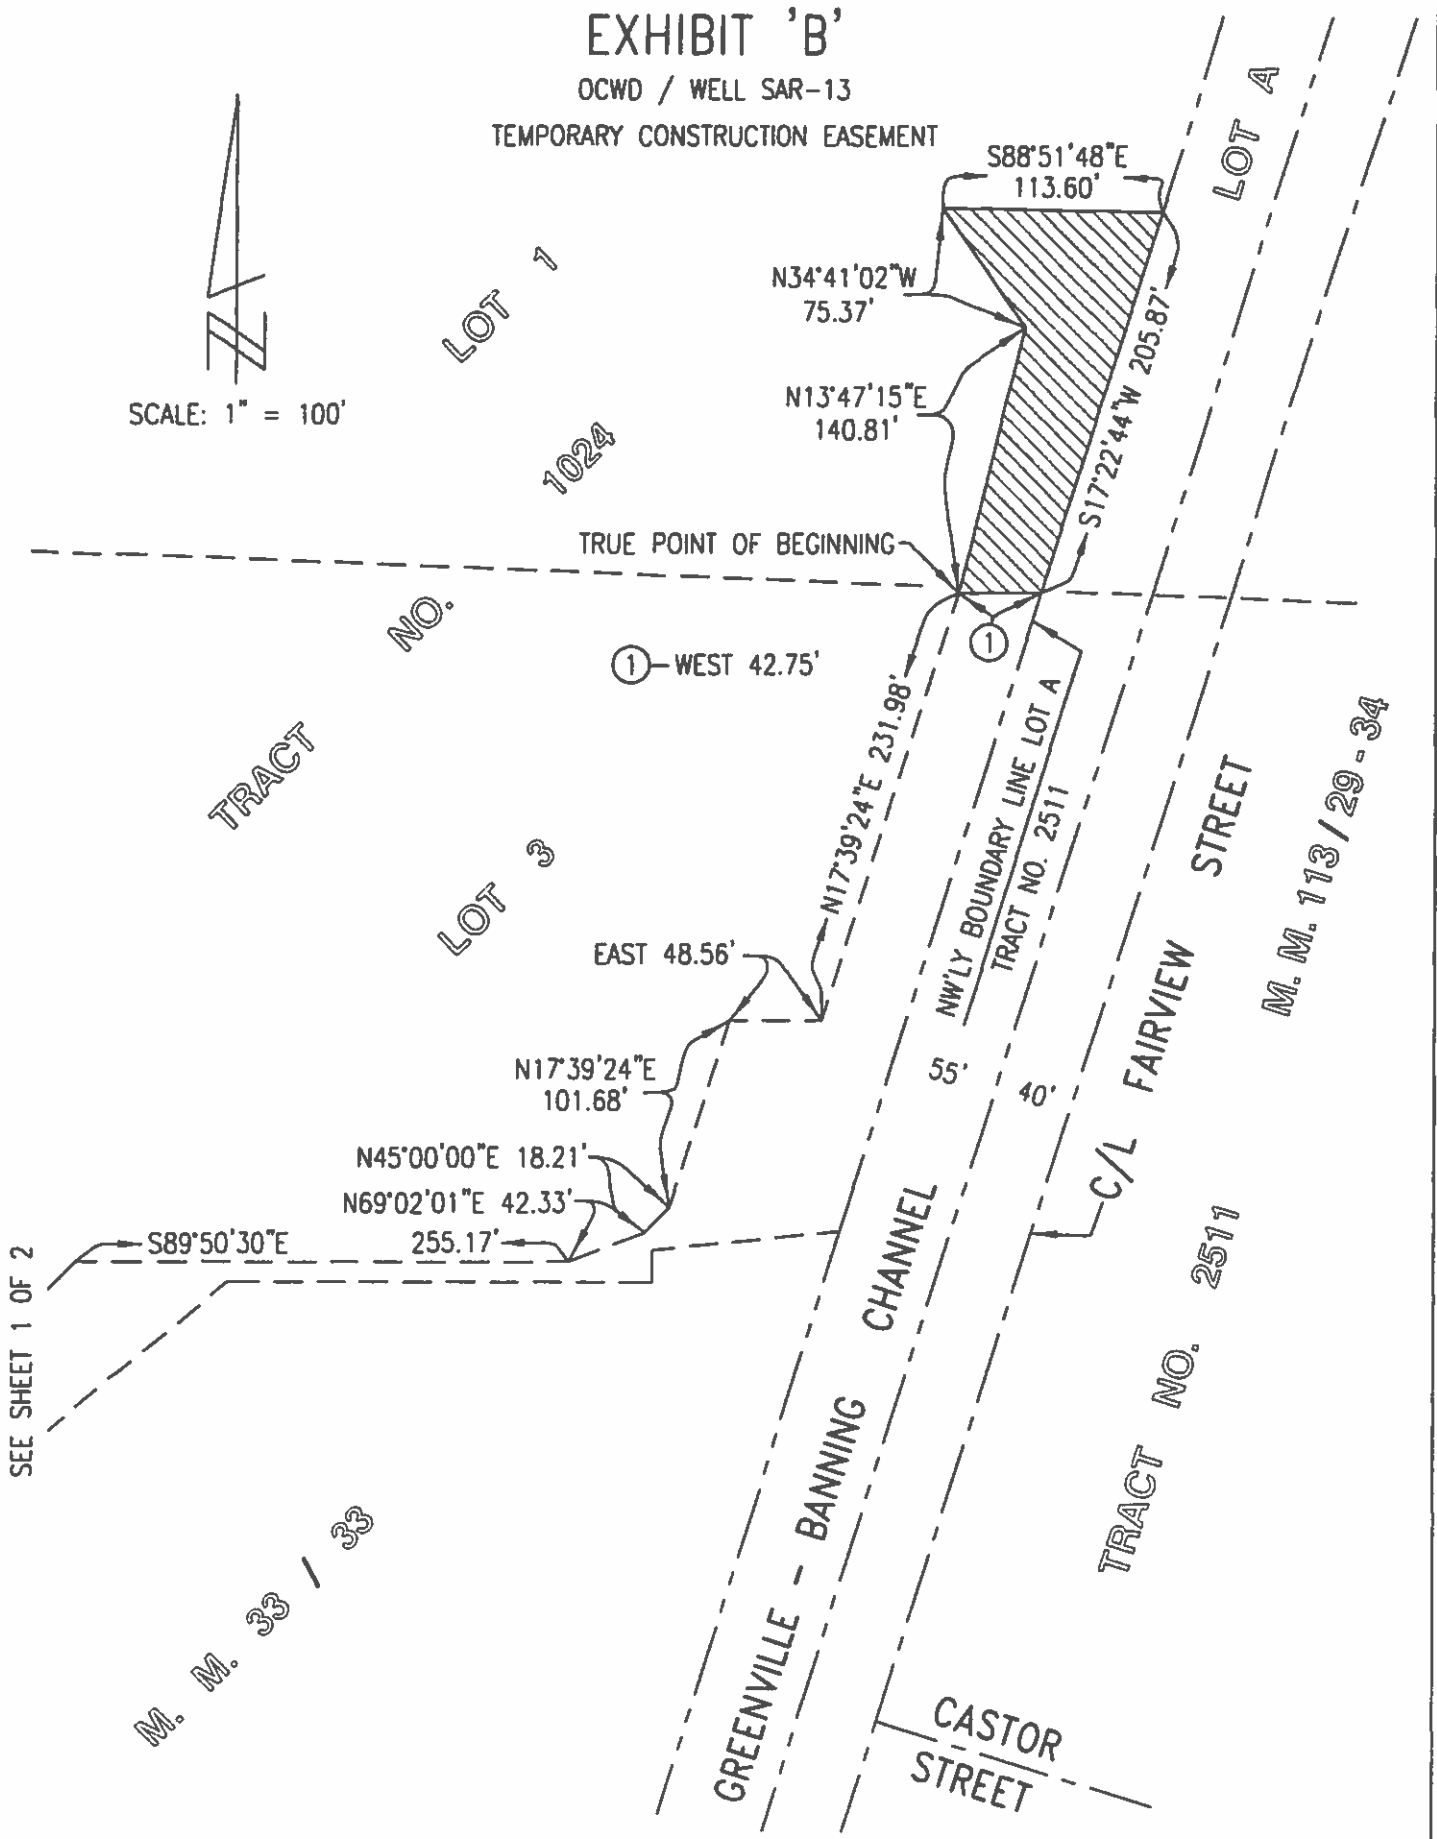 EXHIBIT 'B'
OCWD / WELL SAR-13
TEMPORARY CONSTRUCTION EASEMENT
S88°51'48"E
113.60'
LOT A
N34°41'02"W
75.37'
LOT 1
N
SCALE: 1" = 100'
N13°47'15"E
140.81'
S17°22'44"W 205.87'
1024
TRUE POINT OF BEGINNING
NO.
1
1 - WEST 42.75'
TRACT
N17°39'24"E 231.98'
NW'LY BOUNDARY LINE LOT A
TRACT NO. 2511
M. M. 113 / 29 - 34
LOT 3
EAST 48.56'
FAIRVIEW STREET
N17°39'24"E
101.68'
55'
40'
C/L
N45°00'00"E 18.21'
N69°02'01"E 42.33'
S89°50'30"E 255.17'
SEE SHEET 1 OF 2
TRACT NO. 2511
GREENVILLE - BANNING CHANNEL
M. M. 33 / 33
CASTOR
STREET